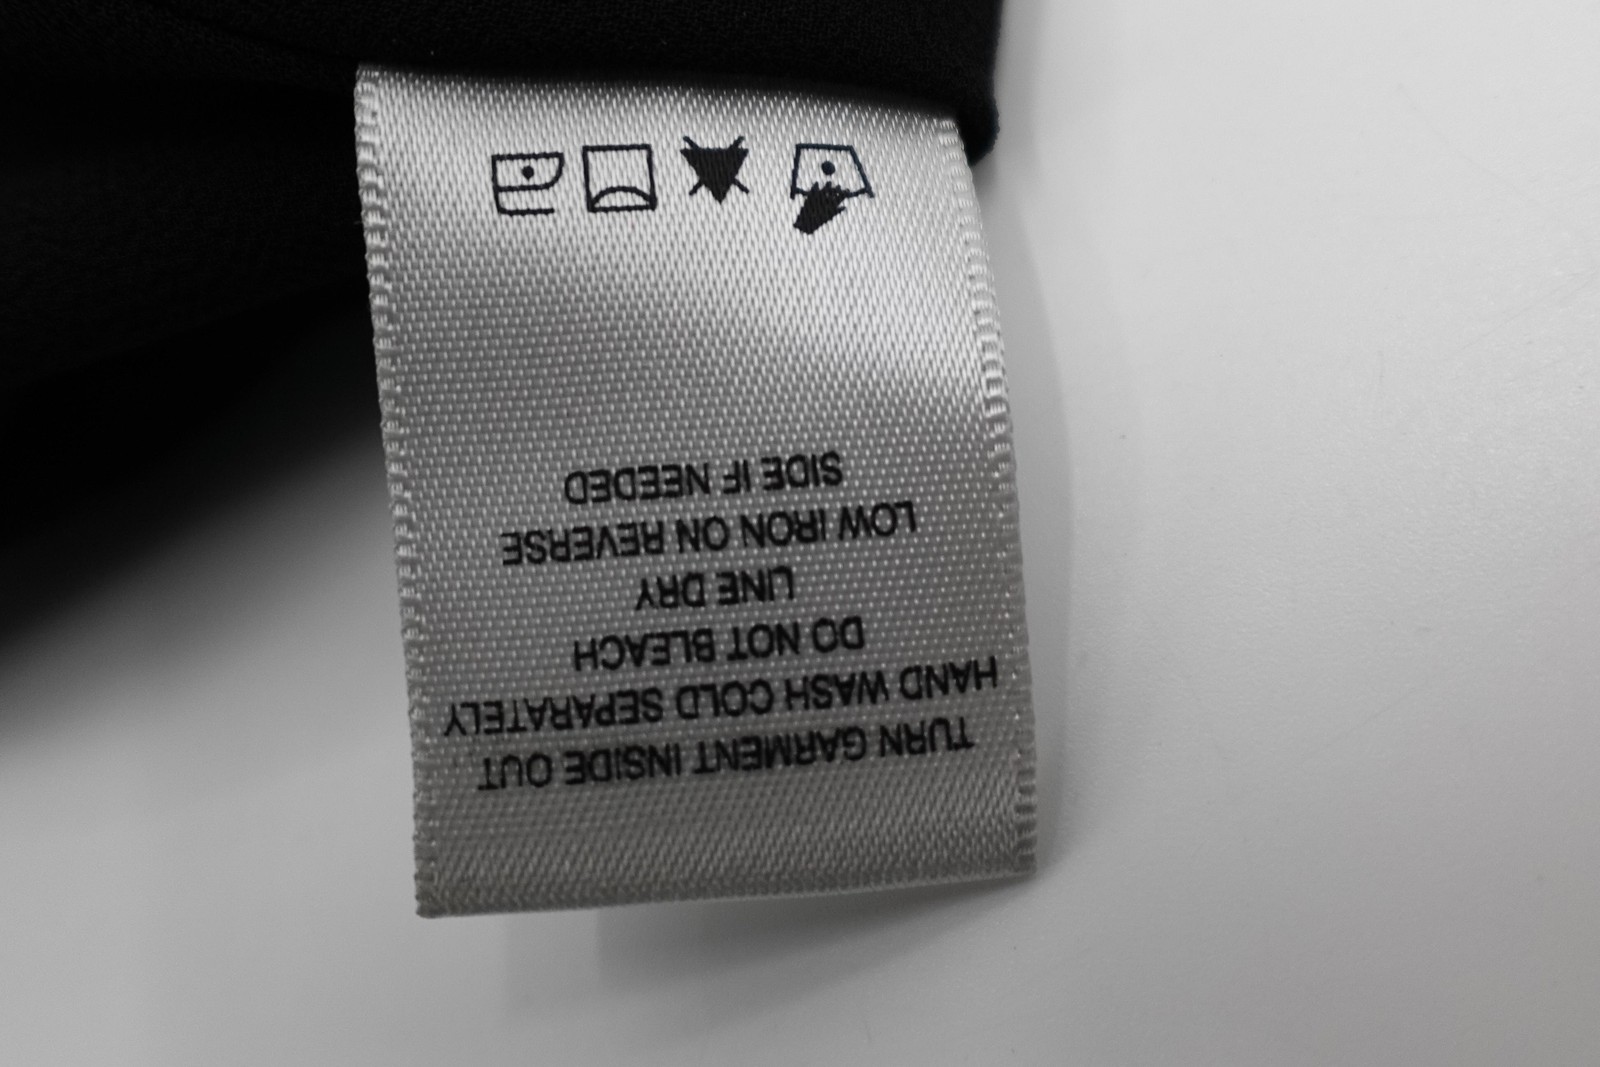 TURN GARMENT INSIDE OUT
HAND WASH COLD SEPARATELY
DO NOT BLEACH
LINE DRY
LOW IRON ON REVERSE
SIDE IF NEEDED